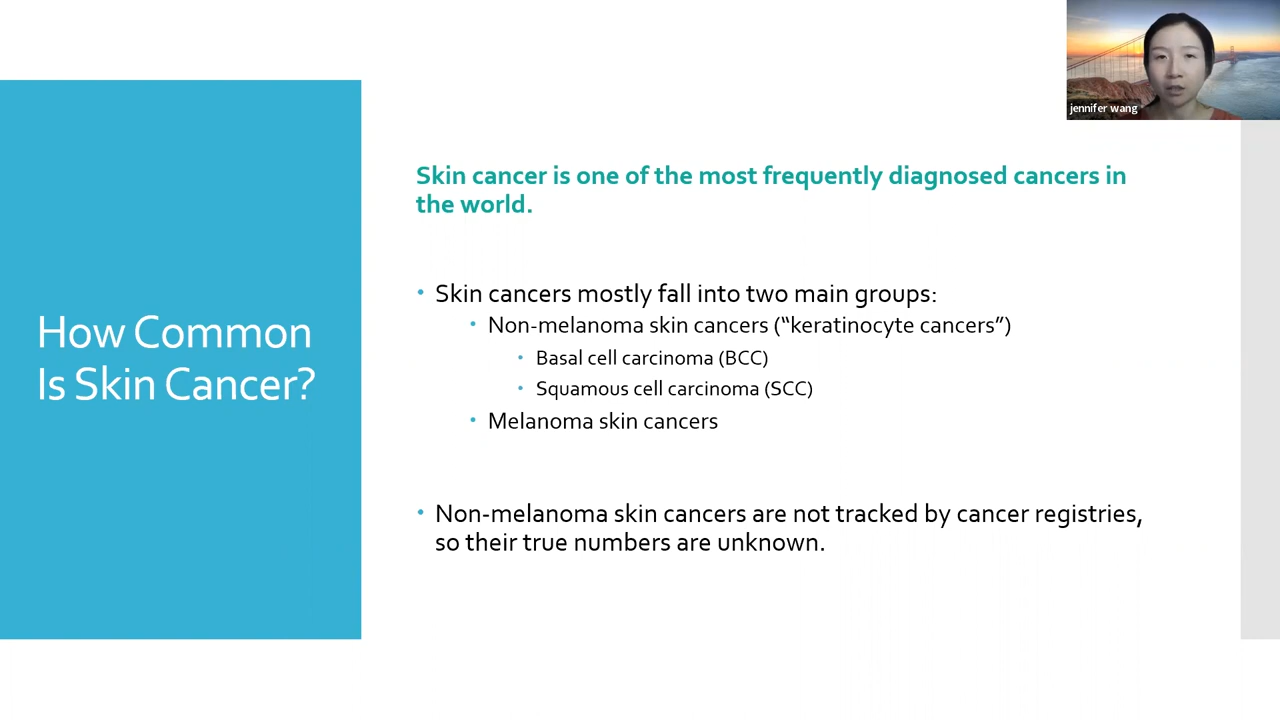 jennifer wang
How Common
Is Skin Cancer?
Skin cancer is one of the most frequently diagnosed cancers in
the world.
• Skin cancers mostly fall into two main groups:
• Non-melanoma skin cancers (“keratinocyte cancers”)
• Basal cell carcinoma (BCC)
• Squamous cell carcinoma (SCC)
• Melanoma skin cancers
• Non-melanoma skin cancers are not tracked by cancer registries,
so their true numbers are unknown.